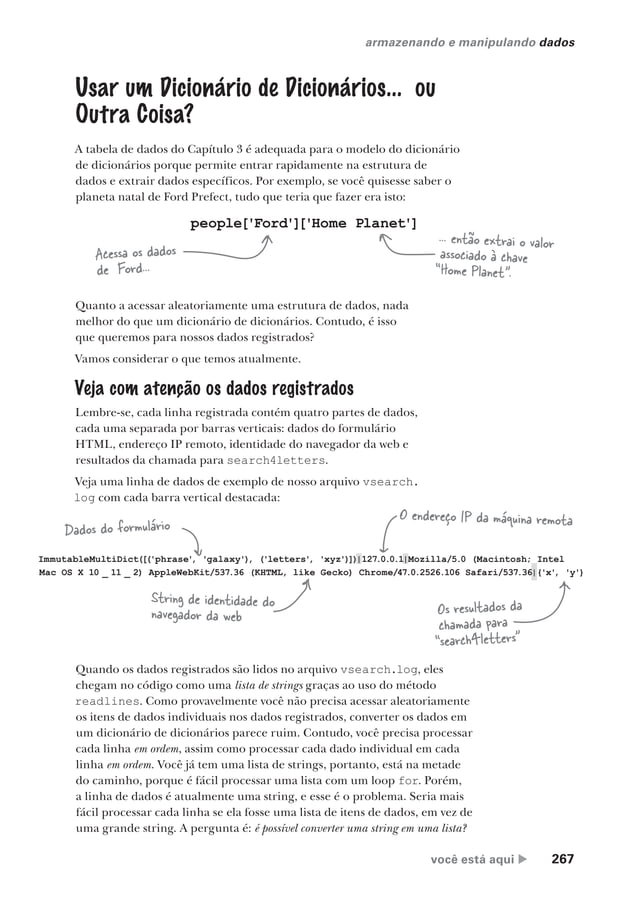 armazenando e manipulando dados
Usar um Dicionário de Dicionários... ou
Outra Coisa?
A tabela de dados do Capítulo 3 é adequada para o modelo do dicionário
de dicionários porque permite entrar rapidamente na estrutura de
dados e extrair dados específicos. Por exemplo, se você quisesse saber o
planeta natal de Ford Prefect, tudo que teria que fazer era isto:
people['Ford']['Home Planet']
Acessa os dados
de Ford...
... então extrai o valor
associado à chave
"Home Planet".
Quanto a acessar aleatoriamente uma estrutura de dados, nada
melhor do que um dicionário de dicionários. Contudo, é isso
que queremos para nossos dados registrados?
Vamos considerar o que temos atualmente.
Veja com atenção os dados registrados
Lembre-se, cada linha registrada contém quatro partes de dados,
cada uma separada por barras verticais: dados do formulário
HTML, endereço IP remoto, identidade do navegador da web e
resultados da chamada para search4letters.
Veja uma linha de dados de exemplo de nosso arquivo vsearch.
log com cada barra vertical destacada:
Dados do formulário
O endereço IP da máquina remota
ImmutableMultiDict([('phrase', 'galaxy'), ('letters', 'xyz')])|127.0.0.1|Mozilla/5.0 (Macintosh; Intel
Mac OS X 10 _ 11 _ 2) AppleWebKit/537.36 (KHTML, like Gecko) Chrome/47.0.2526.106 Safari/537.36|{'x', 'y'}
String de identidade do
navegador da web
Os resultados da
chamada para
"search4letters"
Quando os dados registrados são lidos no arquivo vsearch.log, eles
chegam no código como uma lista de strings graças ao uso do método
readlines. Como provavelmente você não precisa acessar aleatoriamente
os itens de dados individuais nos dados registrados, converter os dados em
um dicionário de dicionários parece ruim. Contudo, você precisa processar
cada linha em ordem, assim como processar cada dado individual em cada
linha em ordem. Você já tem uma lista de strings, portanto, está na metade
do caminho, porque é fácil processar uma lista com um loop for. Porém,
a linha de dados é atualmente uma string, e esse é o problema. Seria mais
fácil processar cada linha se ela fosse uma lista de itens de dados, em vez de
uma grande string. A pergunta é: é possível converter uma string em uma lista?
você está aqui ▶ 267